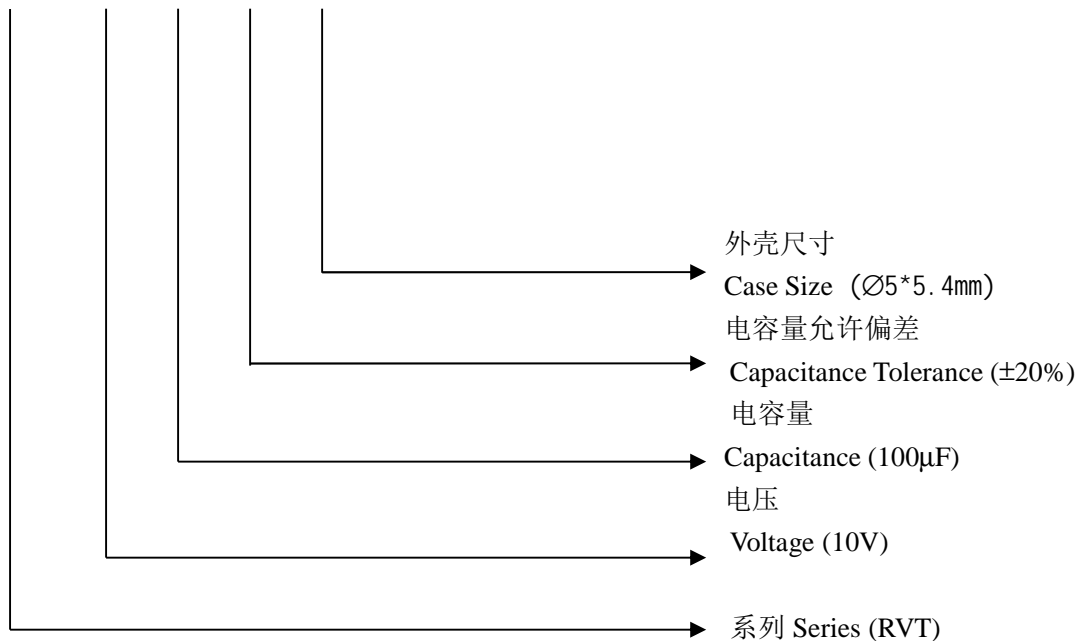 外壳尺寸
Case Size (∅5*5.4mm)
电容量允许偏差
Capacitance Tolerance (±20%)
电容量
Capacitance (100μF)
电压
Voltage (10V)
系列 Series (RVT)